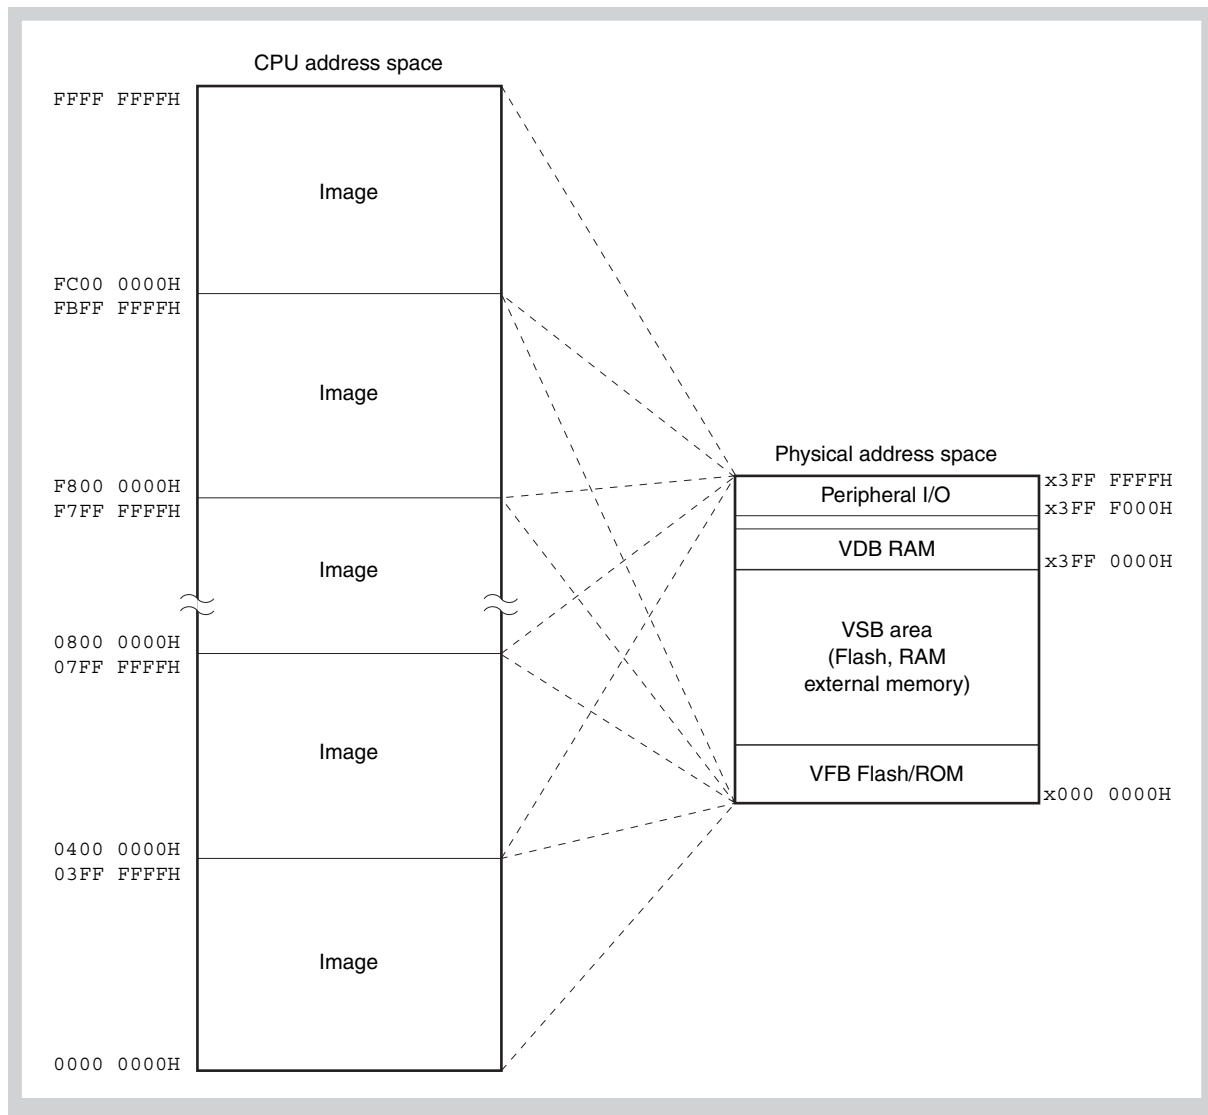 CPU address space
FFFF FFFFH
Image
FC00 0000H
FBFF FFFFH
Image
F800 0000H
F7FF FFFFH
Image
0800 0000H
07FF FFFFH
Image
0400 0000H
03FF FFFFH
Image
0000 0000H
Physical address space
Peripheral I/O
x3FF FFFFH
x3FF F000H
VDB RAM
x3FF 0000H
VSB area
(Flash, RAM
external memory)
VFB Flash/ROM
x000 0000H